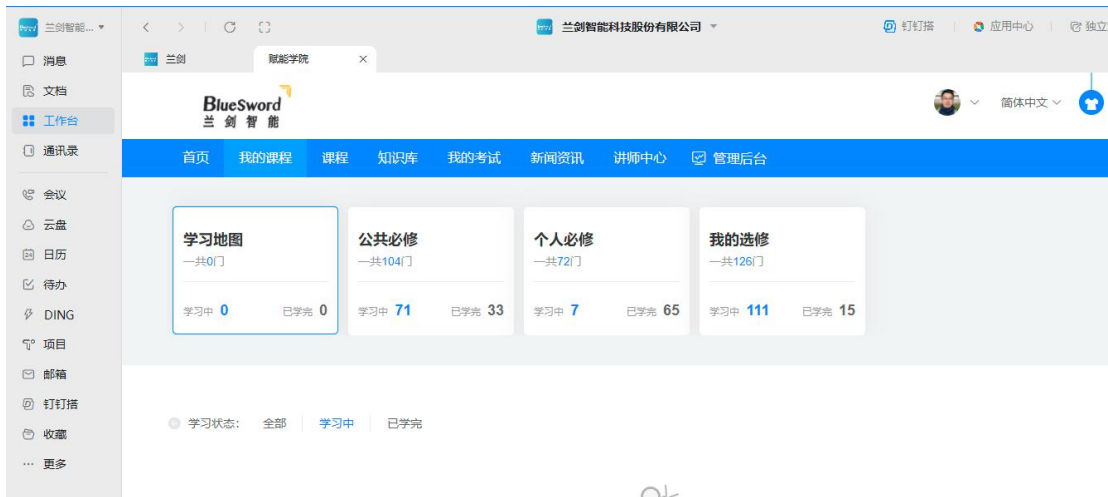 兰剑智能...
兰剑智能科技股份有限公司
钉钉搭
应用中心
独立
消息
兰剑
赋能学院
文档
BlueSword
兰剑智能
简体中文
工作台
通讯录
首页 我的课程 课程 知识库 我的考试 新闻资讯 讲师中心 管理后台
会议
云盘
日历
待办
DING
项目
邮箱
钉钉搭
收藏
更多
学习地图
一共0门
学习中 0 已学完 0
公共必修
一共104门
学习中 71 已学完 33
个人必修
一共72门
学习中 7 已学完 65
我的选修
一共126门
学习中 111 已学完 15
学习状态: 全部 学习中 已学完